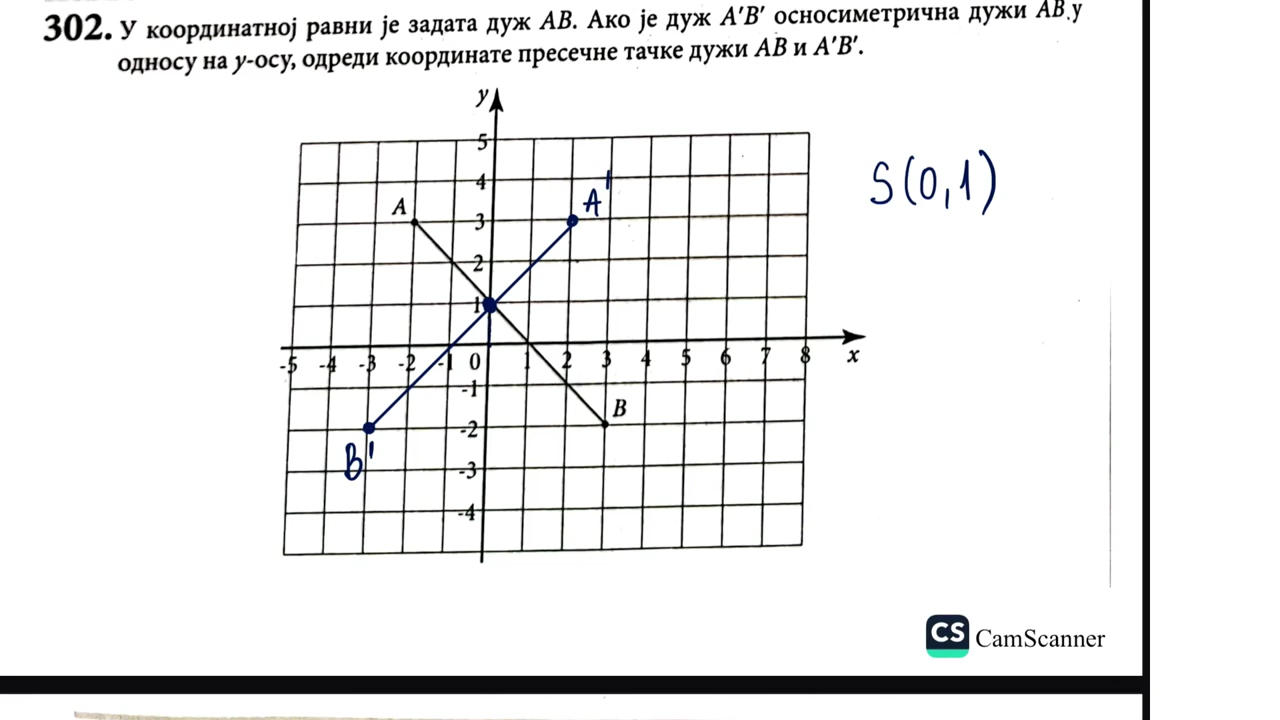 302. У координатној равни је задата дуж AB. Ако је дуж A′B′ осносиметрична дужи AB у
односу на y-осу, одреди координате пресечне тачке дужи AB и A′B′.
y
5
S(0,1)
4
A
A'
3
2
1
-5 -4 -3 -2 -1 0 1 2 3 4 5 6 7 8 x
-1
B
-2
B'
-3
-4
CS CamScanner